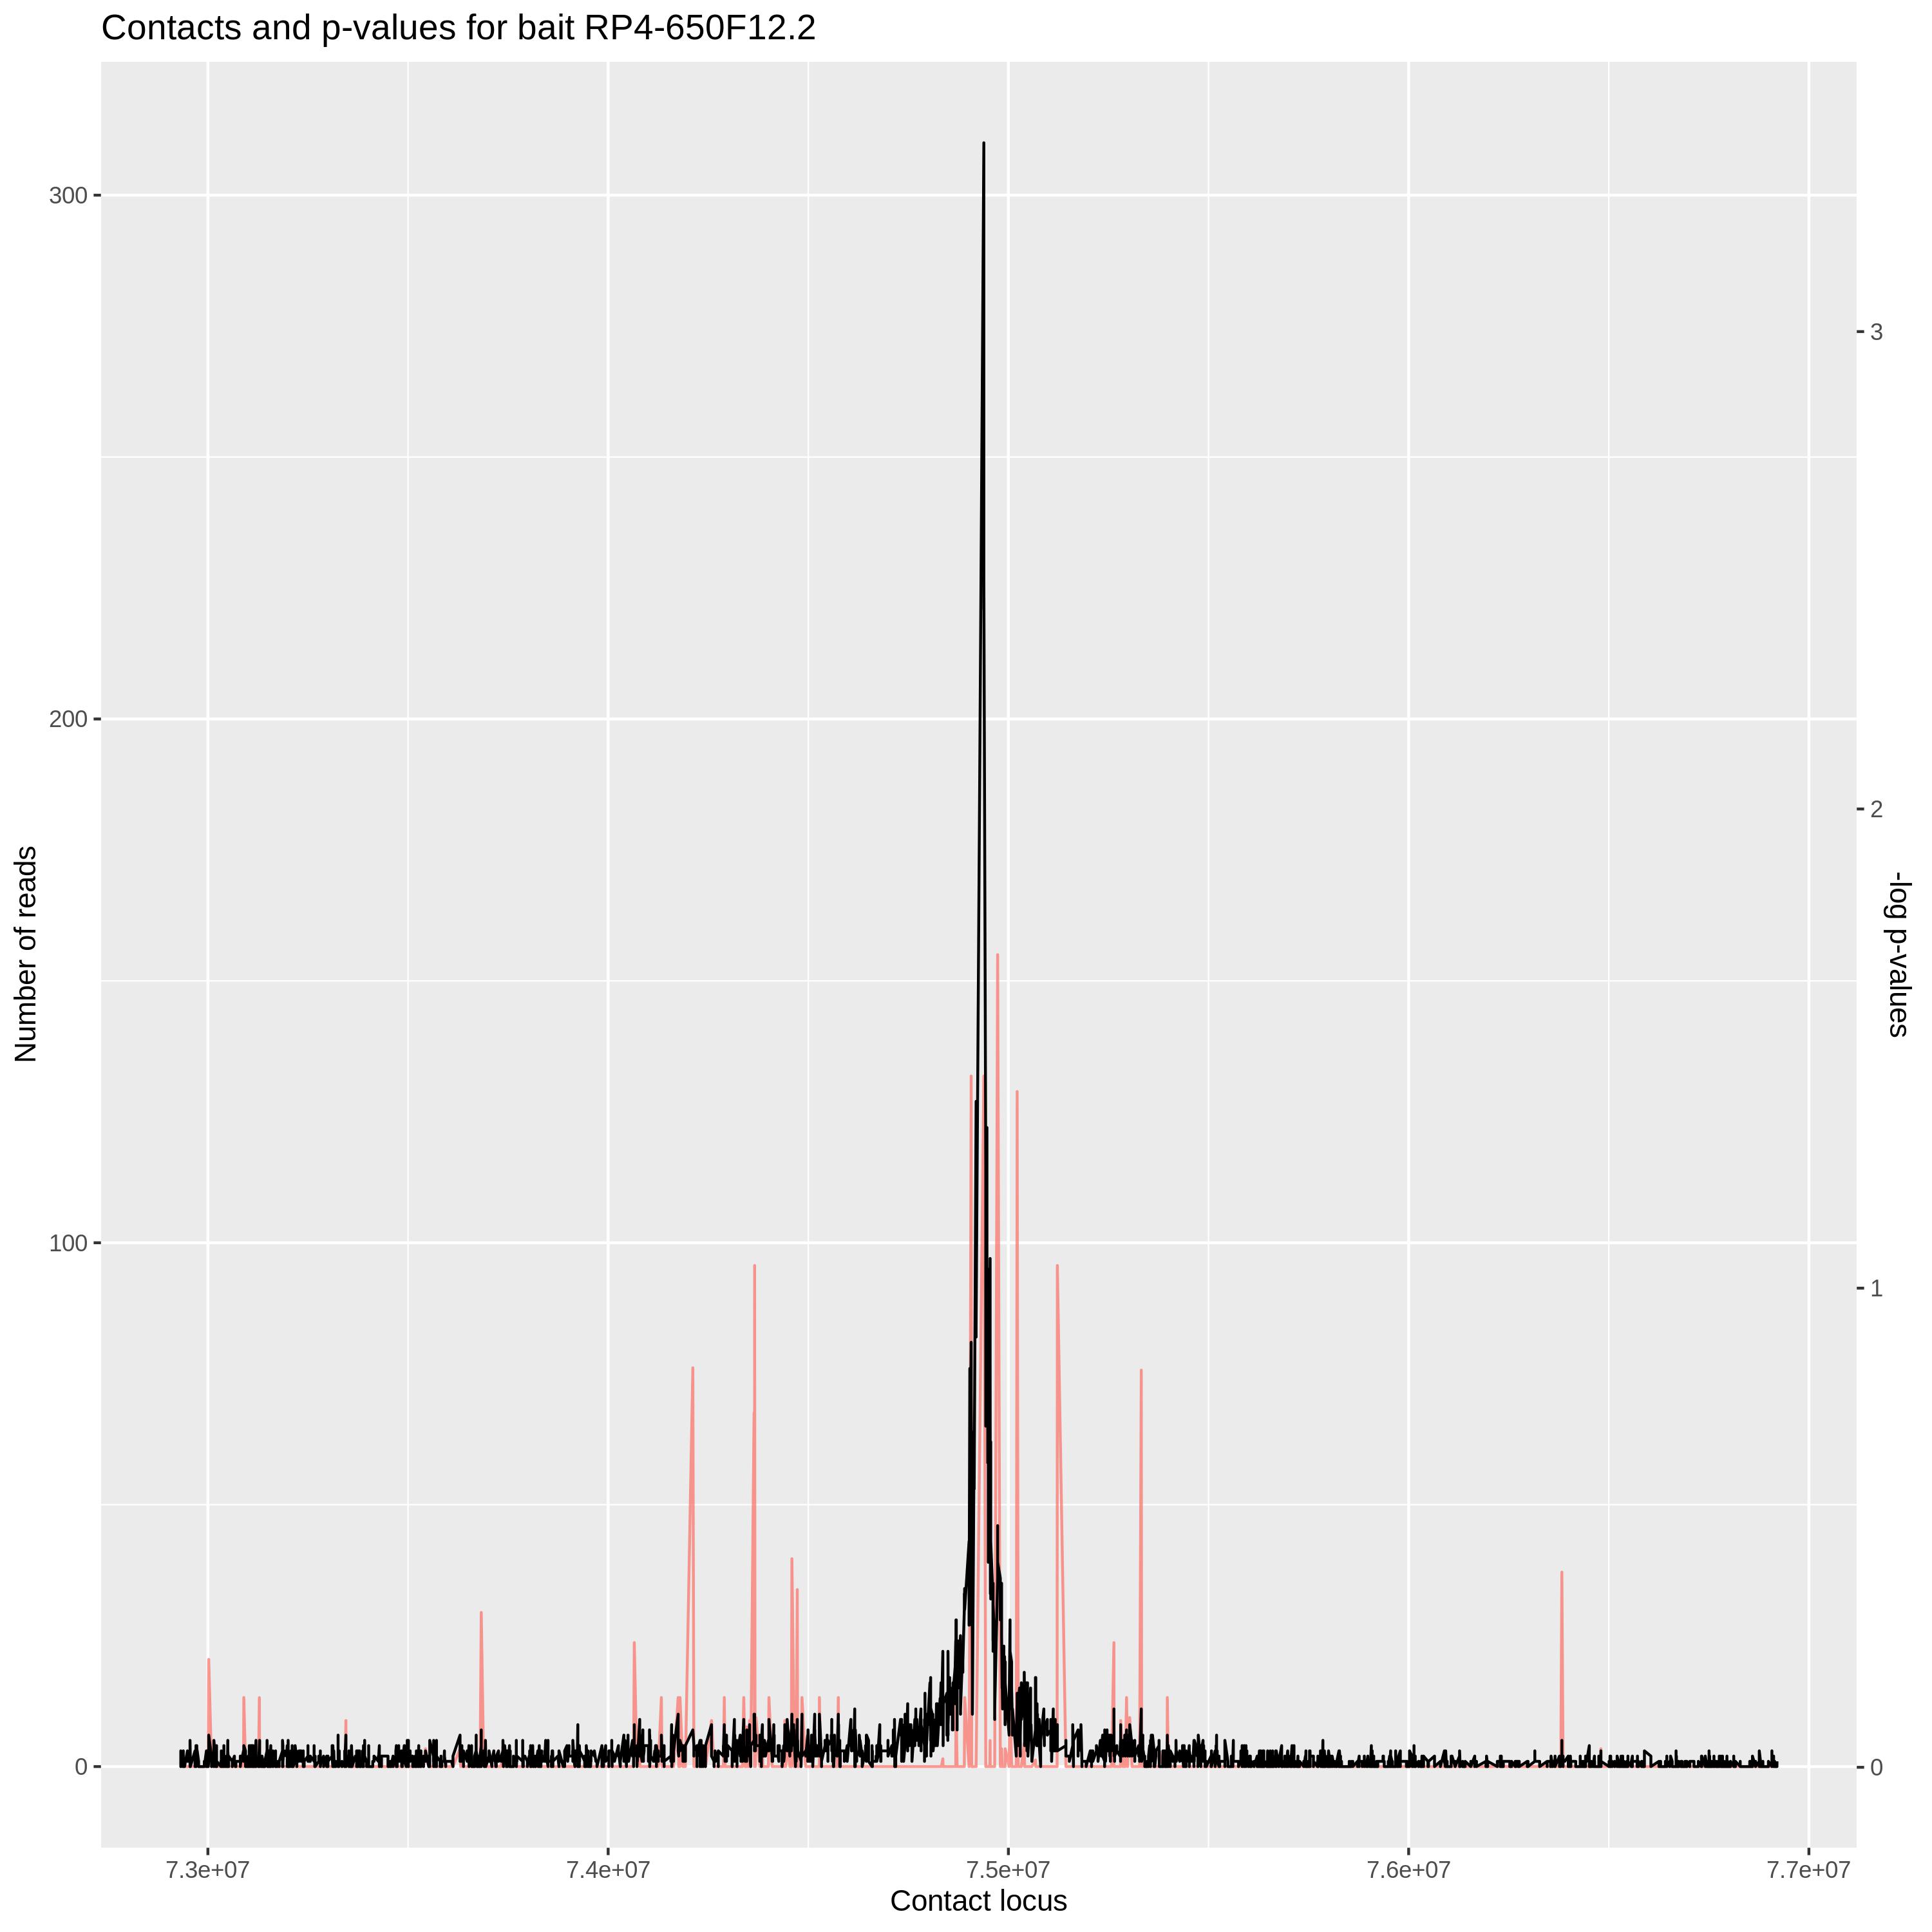 Contacts and p-values for bait RP4-650F12.2
300
200
100
0
Number of reads
3
2
1
0
-log p-values
7.3e+07 7.4e+07 7.5e+07 7.6e+07 7.7e+07
Contact locus